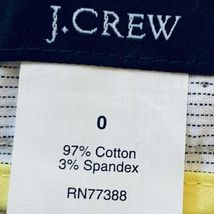 J.CREW
0
97% Cotton
3% Spandex
RN77388